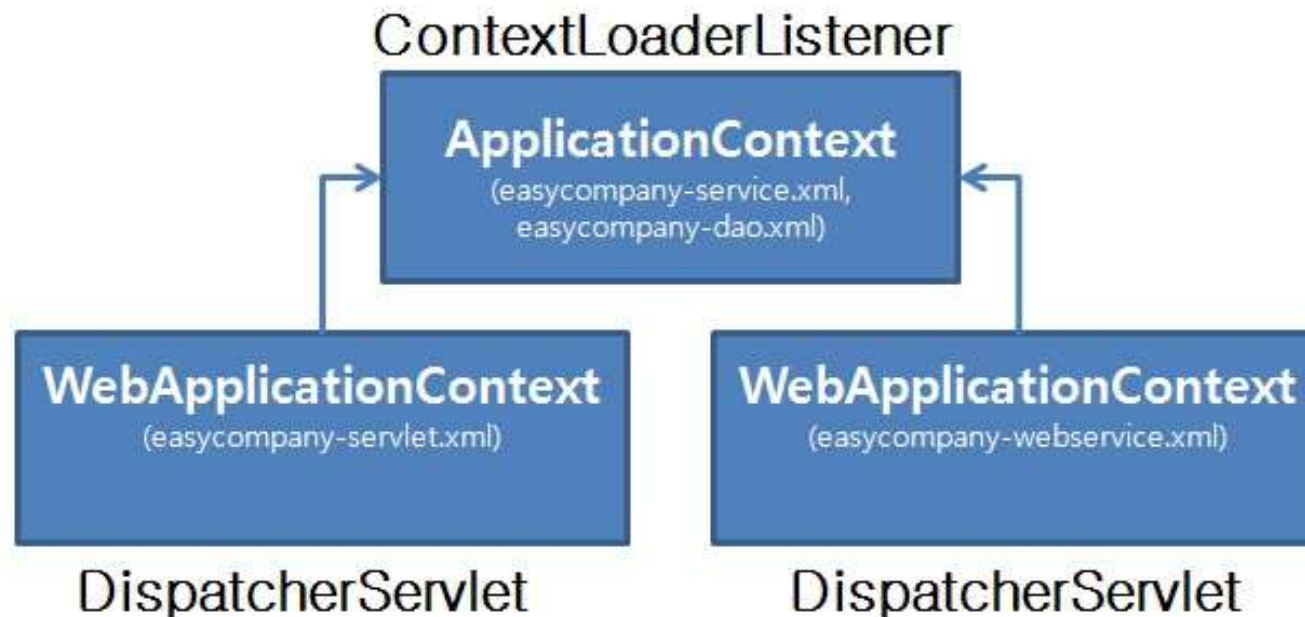 ContextLoaderListener
ApplicationContext
(easycompany-service.xml,
easycompany-dao.xml)
WebApplicationContext
(easycompany-servlet.xml)
DispatcherServlet
WebApplicationContext
(easycompany-webservice.xml)
DispatcherServlet